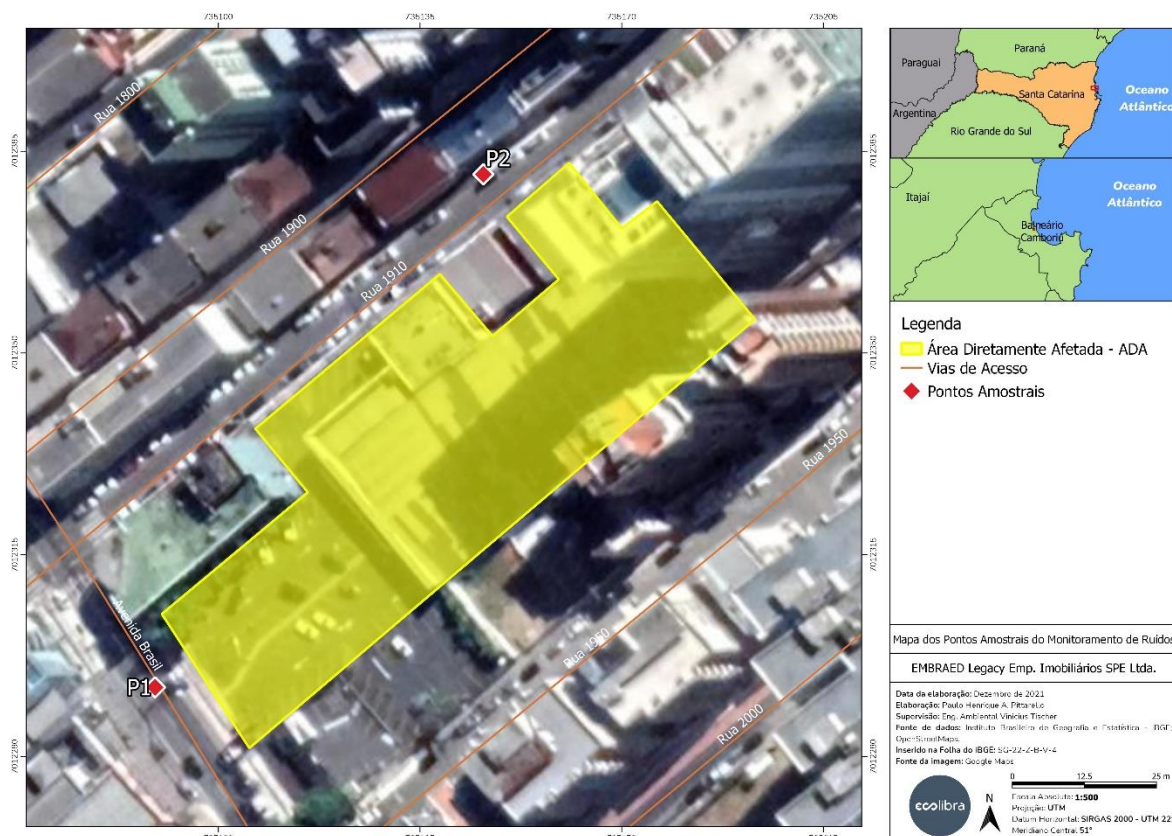 735100
735135
735170
735205
7012385
7012350
7012315
7012280
Rua 1800
Rua 1900
P2
Rua 1910
Rua 1950
Avenida Brasil
P1
Rua 1960
Rua 2000
Paraná
Paraguai
Santa Catarina
Oceano
Atlântico
Argentina
Rio Grande do Sul
Itajaí
Oceano
Atlântico
Balneário
Camboriú
Legenda
Área Diretamente Afetada - ADA
Vias de Acesso
Pontos Amostrais
Mapa dos Pontos Amostrais do Monitoramento de Ruídos
EMBRAED Legacy Emp. Imobiliários SPE Ltda.
Data da elaboração: Dezembro de 2021
Elaboração: Paulo Henrique A. Pittarello
Supervisão: Eng. Ambiental Vinicius Tischer
Fonte de dados: Instituto Brasileiro de Geografia e Estatística - IBGE;
OpenStreetMaps.
Inserido na Folha do IBGE: SG-22-Z-B-V-4
Fonte da imagem: Google Maps
ecolibra
N
0 12.5 25 m
Escala Absoluta: 1:500
Projeção: UTM
Datum Horizontal: SIRGAS 2000 - UTM 22
Meridiano Central: 51°